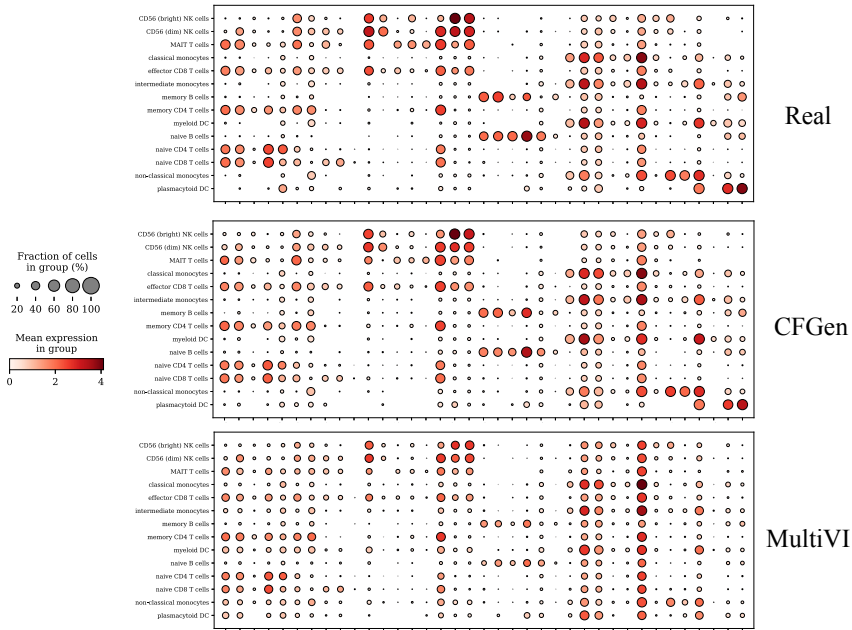 CD56 (bright) NK cells
CD56 (dim) NK cells
MAIT T cells
classical monocytes
effector CD8 T cells
intermediate monocytes
memory B cells
memory CD4 T cells
myeloid DC
naive B cells
naive CD4 T cells
naive CD8 T cells
non-classical monocytes
plasmacytoid DC
Real
Fraction of cells
in group (%)
20 40 60 80 100
Mean expression
in group
0 2 4
CD56 (bright) NK cells
CD56 (dim) NK cells
MAIT T cells
classical monocytes
effector CD8 T cells
intermediate monocytes
memory B cells
memory CD4 T cells
myeloid DC
naive B cells
naive CD4 T cells
naive CD8 T cells
non-classical monocytes
plasmacytoid DC
CFGen
CD56 (bright) NK cells
CD56 (dim) NK cells
MAIT T cells
classical monocytes
effector CD8 T cells
intermediate monocytes
memory B cells
memory CD4 T cells
myeloid DC
naive B cells
naive CD4 T cells
naive CD8 T cells
non-classical monocytes
plasmacytoid DC
MultiVI